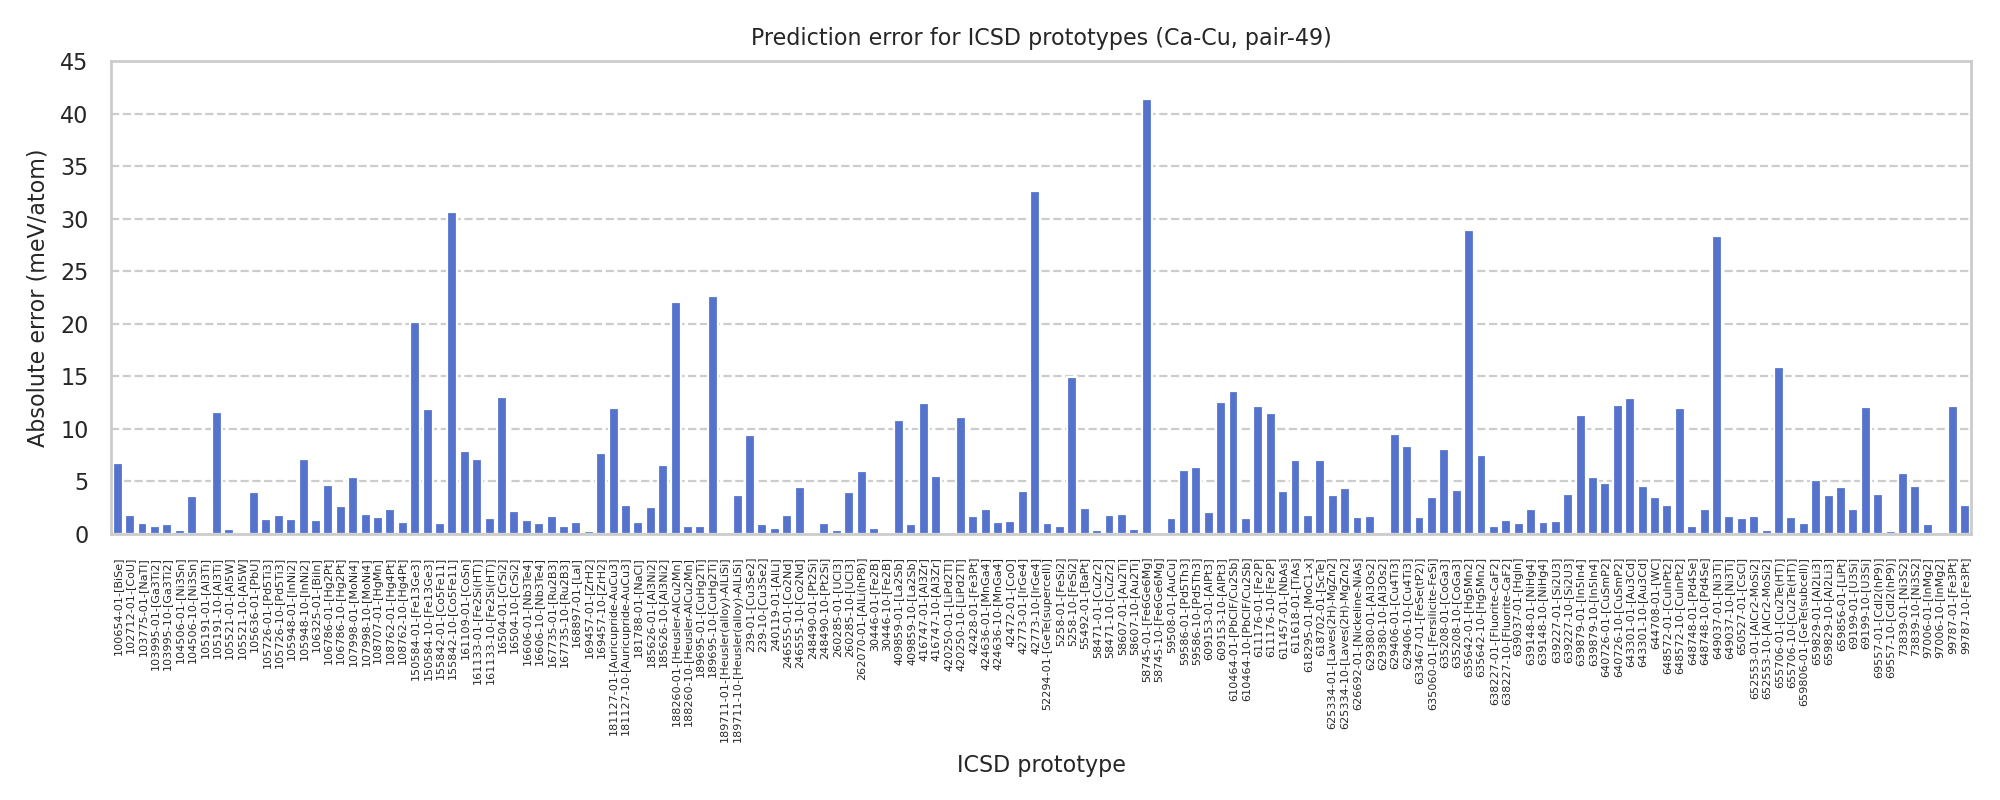 Prediction error for ICSD prototypes (Ca-Cu, pair-49)
Absolute error (meV/atom)
45
40
35
30
25
20
15
10
5
0
100654-01-[BiSe]
102712-01-[CoU]
103775-01-[NaTl]
103995-01-[Ga3Ti2]
103995-10-[Ga3Ti2]
104506-01-[Ni3Sn]
104506-10-[Ni3Sn]
105191-01-[Al3Ti]
105191-10-[Al3Ti]
105521-01-[Al5W]
105521-10-[Al5W]
105636-01-[PbU]
105726-01-[Pd5Ti3]
105726-10-[Pd5Ti3]
105948-01-[InNi2]
105948-10-[InNi2]
106325-01-[BiIn]
106786-01-[Hg2Pt]
106786-10-[Hg2Pt]
107998-01-[MoNi4]
107998-10-[MoNi4]
108707-01-[HgMn]
108762-01-[Hg4Pt]
108762-10-[Hg4Pt]
150584-01-[Fe13Ge3]
150584-10-[Fe13Ge3]
155842-01-[Co5Fe11]
155842-10-[Co5Fe11]
161109-01-[CoSn]
161133-01-[Fe2Si(HT)]
161133-10-[Fe2Si(HT)]
16504-01-[CrSi2]
16504-10-[CrSi2]
16606-01-[Nb3Te4]
16606-10-[Nb3Te4]
167735-01-[Ru2B3]
167735-10-[Ru2B3]
168897-01-[LaI]
169457-01-[ZrH2]
169457-10-[ZrH2]
181127-01-[Auricupride-AuCu3]
181127-10-[Auricupride-AuCu3]
181788-01-[NaCl]
185626-01-[Al3Ni2]
185626-10-[Al3Ni2]
188260-01-[Heusler-AlCu2Mn]
188260-10-[Heusler-AlCu2Mn]
189695-01-[CuHg2Ti]
189695-10-[CuHg2Ti]
189711-01-[Heusler(alloy)-AlLiSi]
189711-10-[Heusler(alloy)-AlLiSi]
239-01-[Cu3Se2]
239-10-[Cu3Se2]
240119-01-[AlLi]
246555-01-[Co2Nd]
246555-10-[Co2Nd]
248490-01-[Pt2Si]
248490-10-[Pt2Si]
260285-01-[UCl3]
260285-10-[UCl3]
262070-01-[AlLi(hP8)]
30446-01-[Fe2B]
30446-10-[Fe2B]
409859-01-[La2Sb]
409859-10-[La2Sb]
416747-01-[Al3Zr]
416747-10-[Al3Zr]
420250-01-[LiPd2Tl]
420250-10-[LiPd2Tl]
42428-01-[Fe3Pt]
424636-01-[MnGa4]
424636-10-[MnGa4]
42472-01-[CoO]
42773-01-[IrGe4]
42773-10-[IrGe4]
52294-01-[GeTe(supercell)]
5258-01-[FeSi2]
5258-10-[FeSi2]
55492-01-[BaPt]
58471-01-[CuZr2]
58471-10-[CuZr2]
58607-01-[Au2Ti]
58607-10-[Au2Ti]
58745-01-[Fe6Ge6Mg]
58745-10-[Fe6Ge6Mg]
59508-01-[AuCu]
59586-01-[Pd5Th3]
59586-10-[Pd5Th3]
609153-01-[AlPt3]
609153-10-[AlPt3]
610464-01-[PbClF/Cu2Sb]
610464-10-[PbClF/Cu2Sb]
611176-01-[Fe2P]
611176-10-[Fe2P]
611457-01-[NbAs]
611618-01-[TiAs]
618295-01-[MoC1-x]
618702-01-[ScTe]
625334-01-[Laves(2H)-MgZn2]
625334-10-[Laves(2H)-MgZn2]
626692-01-[Nickeline-NiAs]
629380-01-[Al3Os2]
629380-10-[Al3Os2]
629406-01-[Cu4Ti3]
629406-10-[Cu4Ti3]
633467-01-[FeSe(tP2)]
635060-01-[Fersilicite-FeSi]
635208-01-[CoGa3]
635208-10-[CoGa3]
635642-01-[Hg5Mn2]
635642-10-[Hg5Mn2]
638227-01-[Fluorite-CaF2]
638227-10-[Fluorite-CaF2]
639037-01-[HgIn]
639148-01-[NiHg4]
639148-10-[NiHg4]
639227-01-[Si2U3]
639227-10-[Si2U3]
639879-01-[In5In4]
639879-10-[In5In4]
640726-01-[CuSmP2]
640726-10-[CuSmP2]
643301-01-[Au3Cd]
643301-10-[Au3Cd]
644708-01-[WC]
648572-01-[CuInPt2]
648572-10-[CuInPt2]
648748-01-[Pd4Se]
648748-10-[Pd4Se]
649037-01-[Ni3Ti]
649037-10-[Ni3Ti]
650527-01-[CsCl]
652553-01-[AlCr2-MoSi2]
652553-10-[AlCr2-MoSi2]
655706-01-[Cu2Te(HT)]
655706-10-[Cu2Te(HT)]
659806-01-[GeTe(subcell)]
659829-01-[Al2Li3]
659829-10-[Al2Li3]
659856-01-[LiPt]
69199-01-[U3Si]
69199-10-[U3Si]
69557-01-[CdI2(hP9)]
69557-10-[CdI2(hP9)]
73839-01-[Ni3S2]
73839-10-[Ni3S2]
97006-01-[InMg2]
97006-10-[InMg2]
99787-01-[Fe3Pt]
99787-10-[Fe3Pt]
ICSD prototype